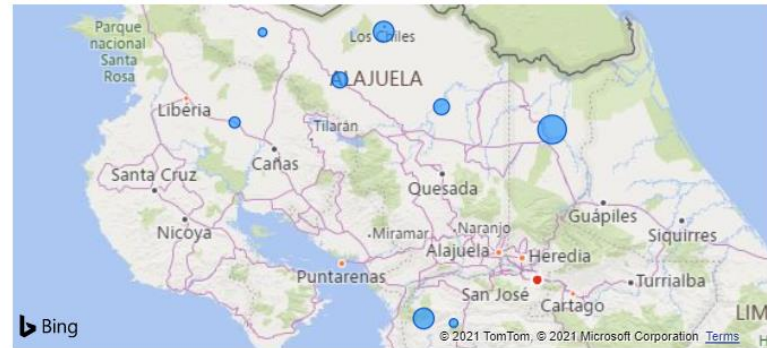 Parque
nacional
Santa
Rosa
Los Chiles
ALAJUELA
Liberia
Tilarán
Cañas
Santa Cruz
Quesada
Nicoya
Guápiles
Siquirres
Miramar
Naranjo
Alajuela
Heredia
Puntarenas
Turrialba
San José
Cartago
LIM
Bing
© 2021 TomTom, © 2021 Microsoft Corporation Terms